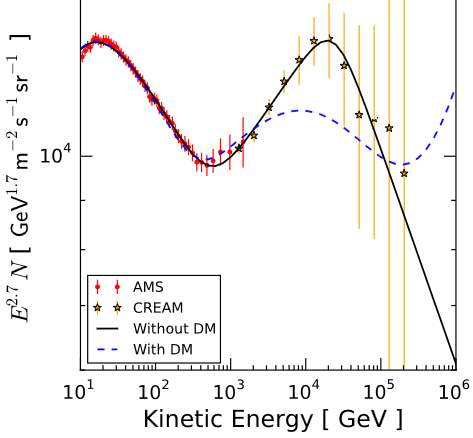 E^2.7 N [ GeV^1.7 m^−2 s^−1 sr^−1 ]
10^4
AMS
CREAM
Without DM
With DM
10^1 10^2 10^3 10^4 10^5 10^6
Kinetic Energy [ GeV ]